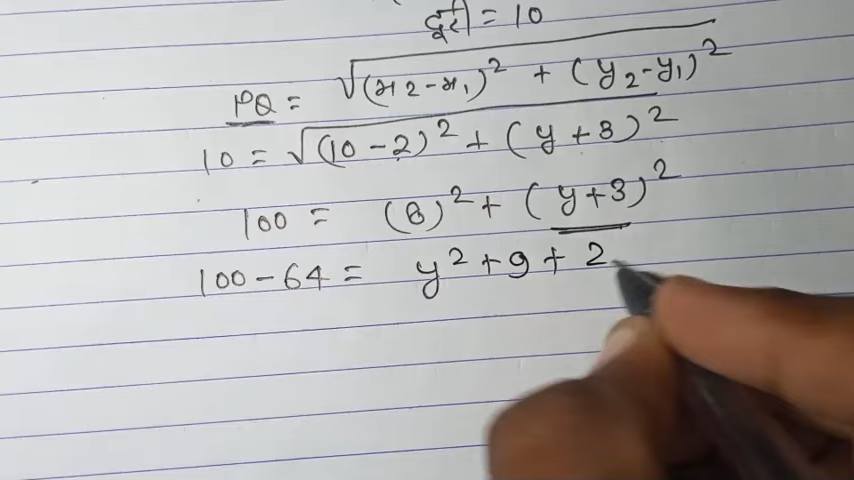 दूरी = 10
PQ = √(x2-x1)² + (y2-y1)²
10 = √(10-2)² + (y+3)²
100 = (8)² + (y+3)²
100-64 = y² + 9 + 2